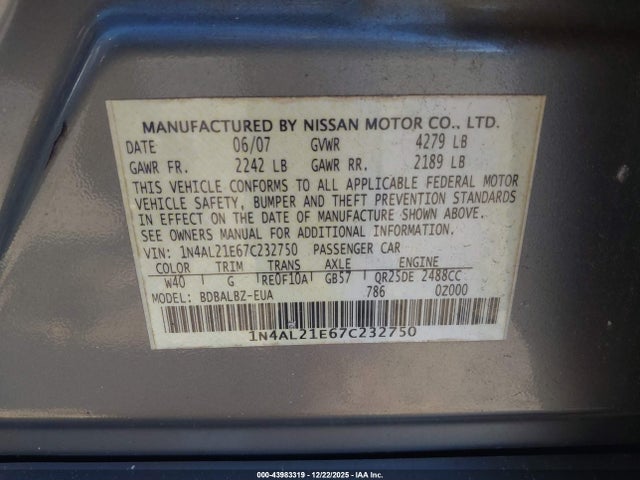 MANUFACTURED BY NISSAN MOTOR CO., LTD.
DATE 06/07 GVWR 4279 LB
GAWR FR. 2242 LB GAWR RR. 2189 LB
THIS VEHICLE CONFORMS TO ALL APPLICABLE FEDERAL MOTOR
VEHICLE SAFETY, BUMPER AND THEFT PREVENTION STANDARDS
IN EFFECT ON THE DATE OF MANUFACTURE SHOWN ABOVE.
SEE OWNERS MANUAL FOR ADDITIONAL INFORMATION.
VIN: 1N4AL21E67C232750 PASSENGER CAR
COLOR TRIM TRANS AXLE ENGINE
W40 G RE0F10A GB57 QR25DE 2488CC
MODEL: BDBALBZ-EUA 786 0Z000
1N4AL21E67C232750
000-43983319 - 12/22/2025 - IAA Inc.